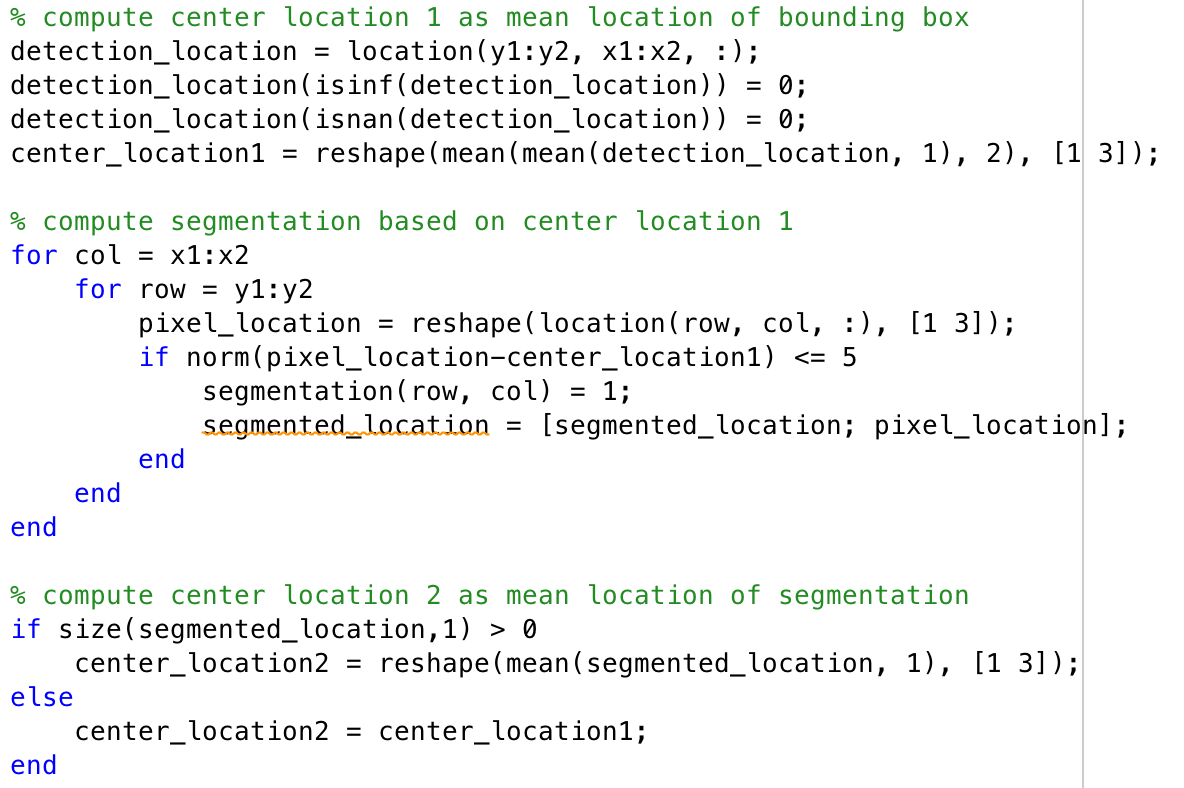 % compute center location 1 as mean location of bounding box
detection_location = location(y1:y2, x1:x2, :);
detection_location(isinf(detection_location)) = 0;
detection_location(isnan(detection_location)) = 0;
center_location1 = reshape(mean(mean(detection_location, 1), 2), [1 3]);

% compute segmentation based on center location 1
for col = x1:x2
    for row = y1:y2
        pixel_location = reshape(location(row, col, :), [1 3]);
        if norm(pixel_location-center_location1) <= 5
            segmentation(row, col) = 1;
            segmented_location = [segmented_location; pixel_location];
        end
    end
end

% compute center location 2 as mean location of segmentation
if size(segmented_location,1) > 0
    center_location2 = reshape(mean(segmented_location, 1), [1 3]);
else
    center_location2 = center_location1;
end